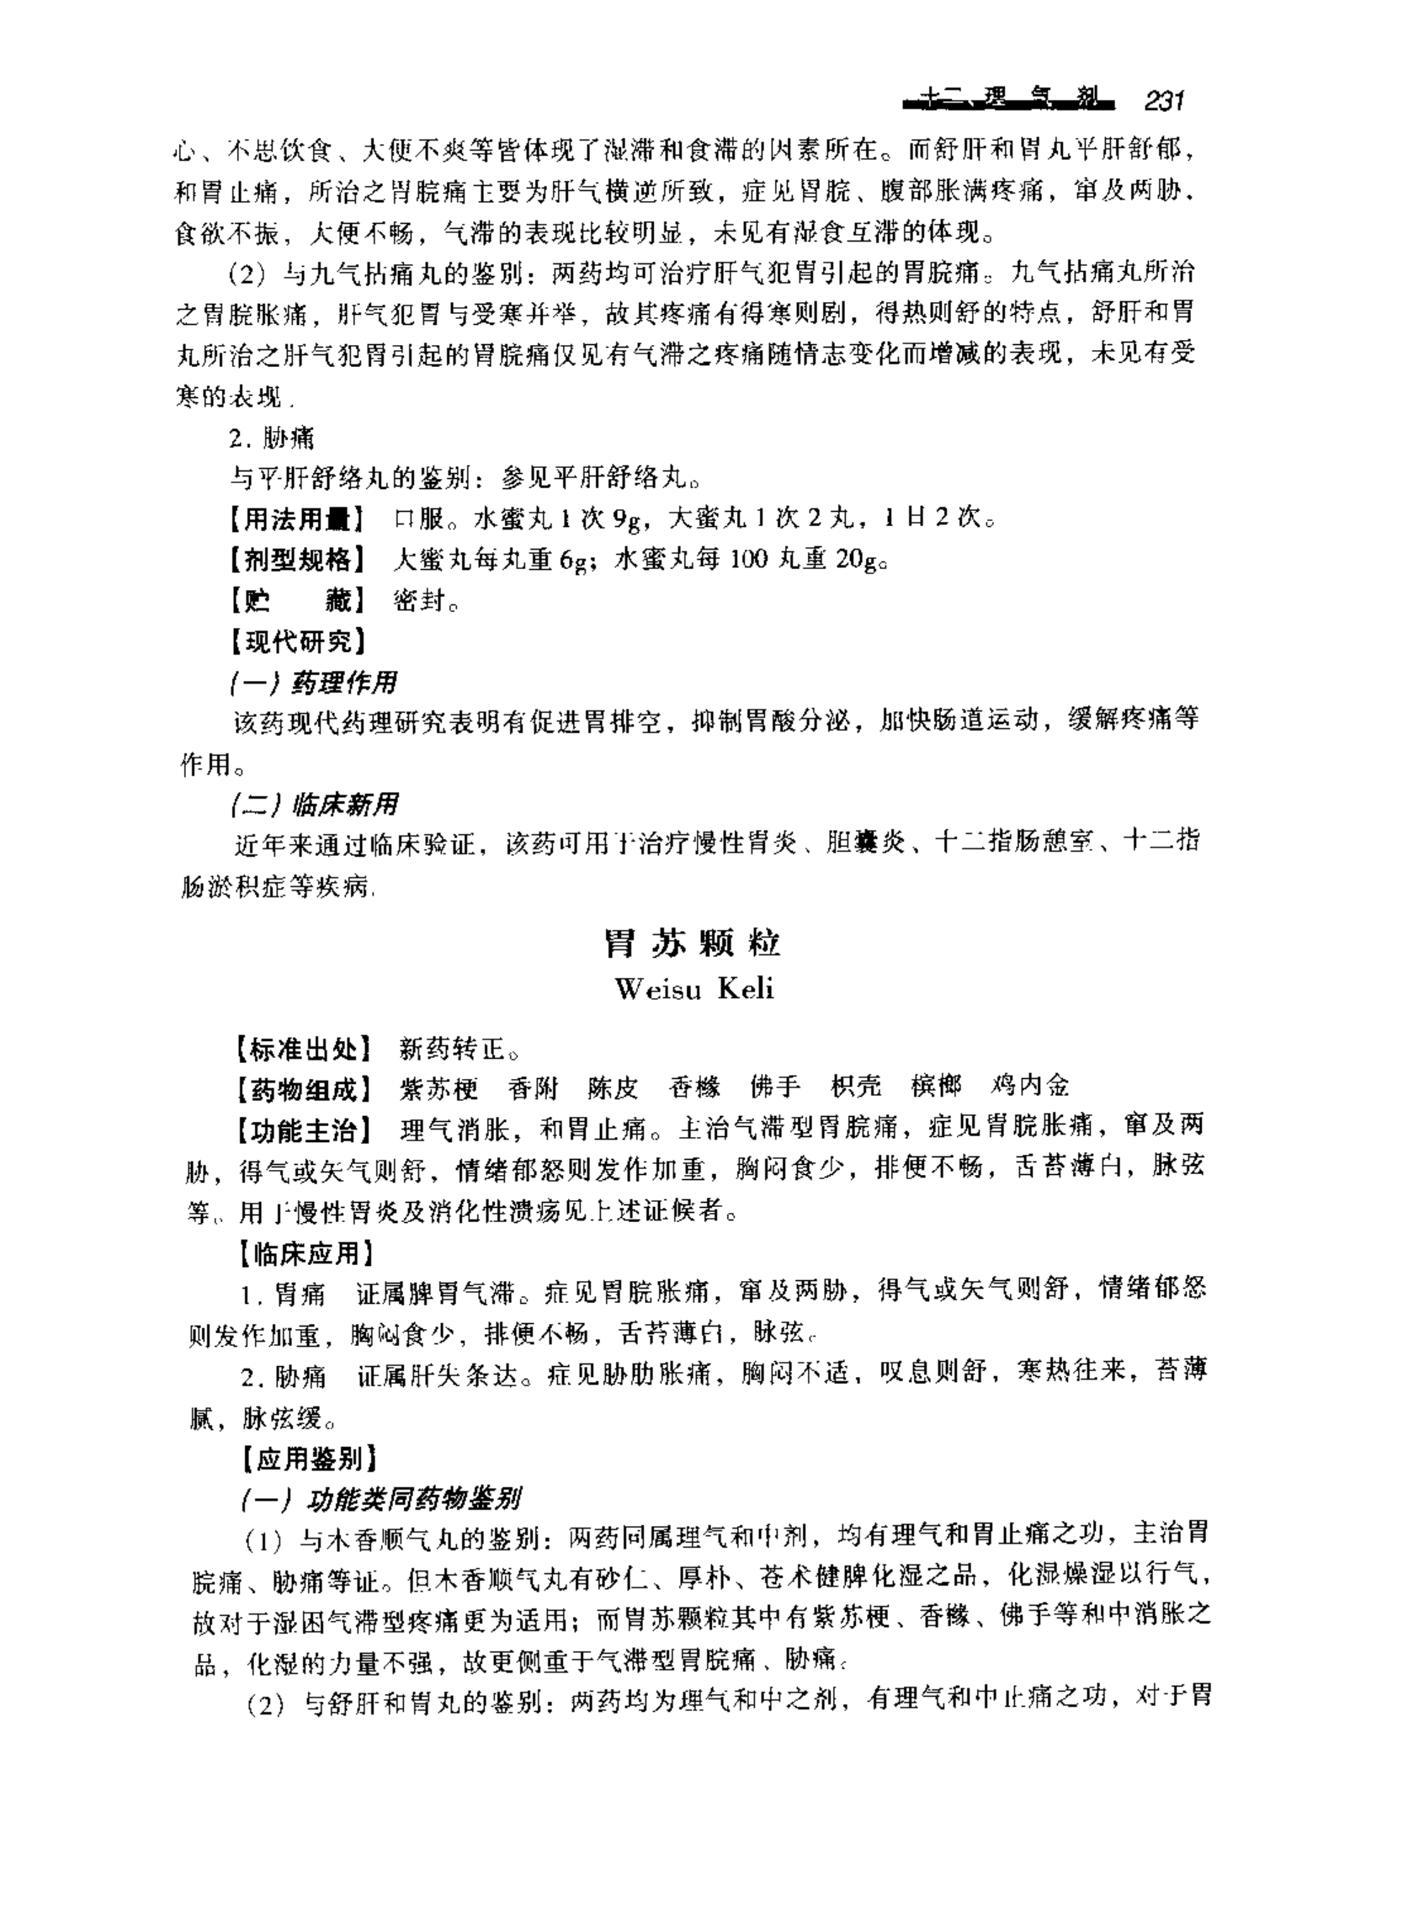 十二、理气剂 231
心、不思饮食、大便不爽等皆体现了湿滞和食滞的因素所在。而舒肝和胃丸平肝舒郁，
和胃止痛，所治之胃脘痛主要为肝气横逆所致，症见胃脘、腹部胀满疼痛，窜及两胁，
食欲不振，大便不畅，气滞的表现比较明显，未见有湿食互滞的体现。
（2）与九气拈痛丸的鉴别：两药均可治疗肝气犯胃引起的胃脘痛。九气拈痛丸所治
之胃脘胀痛，肝气犯胃与受寒并举，故其疼痛有得寒则剧，得热则舒的特点，舒肝和胃
丸所治之肝气犯胃引起的胃脘痛仅见有气滞之疼痛随情志变化而增减的表现，未见有受
寒的表现.
2. 胁痛
与平肝舒络丸的鉴别：参见平肝舒络丸。
【用法用量】 口服。水蜜丸1次9g，大蜜丸1次2丸，1日2次。
【剂型规格】 大蜜丸每丸重6g；水蜜丸每100丸重20g。
【贮　　藏】 密封。
【现代研究】
（一）药理作用
该药现代药理研究表明有促进胃排空，抑制胃酸分泌，加快肠道运动，缓解疼痛等
作用。
（二）临床新用
近年来通过临床验证，该药可用于治疗慢性胃炎、胆囊炎、十二指肠憩室、十二指
肠淤积症等疾病.
胃苏颗粒
Weisu Keli
【标准出处】 新药转正。
【药物组成】 紫苏梗　香附　陈皮　香橼　佛手　枳壳　槟榔　鸡内金
【功能主治】 理气消胀，和胃止痛。主治气滞型胃脘痛，症见胃脘胀痛，窜及两
胁，得气或矢气则舒，情绪郁怒则发作加重，胸闷食少，排便不畅，舌苔薄白，脉弦
等。用于慢性胃炎及消化性溃疡见上述证候者。
【临床应用】
1. 胃痛　证属脾胃气滞。症见胃脘胀痛，窜及两胁，得气或矢气则舒，情绪郁怒
则发作加重，胸闷食少，排便不畅，舌苔薄白，脉弦。
2. 胁痛　证属肝失条达。症见胁肋胀痛，胸闷不适，叹息则舒，寒热往来，苔薄
腻，脉弦缓。
【应用鉴别】
（一）功能类同药物鉴别
（1）与木香顺气丸的鉴别：两药同属理气和中剂，均有理气和胃止痛之功，主治胃
脘痛、胁痛等证。但木香顺气丸有砂仁、厚朴、苍术健脾化湿之品，化湿燥湿以行气，
故对于湿困气滞型疼痛更为适用；而胃苏颗粒其中有紫苏梗、香橼、佛手等和中消胀之
品，化湿的力量不强，故更侧重于气滞型胃脘痛、胁痛。
（2）与舒肝和胃丸的鉴别：两药均为理气和中之剂，有理气和中止痛之功，对于胃